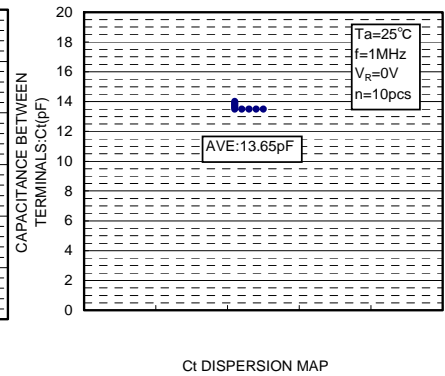 20
18
16
14
12
10
8
6
4
2
0
CAPACITANCE BETWEEN
TERMINALS:Ct(pF)
Ta=25℃
f=1MHz
VR=0V
n=10pcs
AVE:13.65pF
Ct DISPERSION MAP